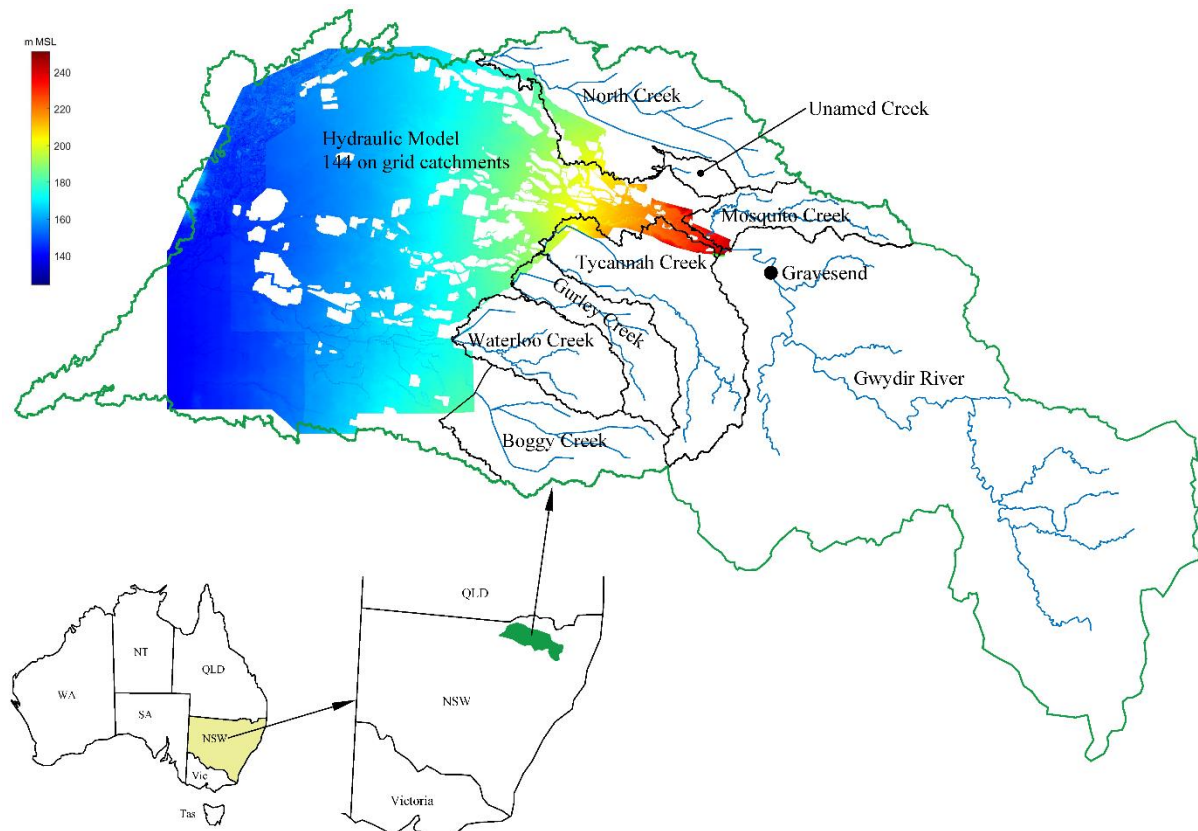 m MSL
240
220
200
180
160
140
North Creek
Unamed Creek
Hydraulic Model
144 on grid catchments
Mosquito Creek
Tycannah Creek
Gravesend
Gurley Creek
Waterloo Creek
Gwydir River
Boggy Creek
QLD
NT
QLD
WA
SA
NSW
NSW
Vic
Victoria
Tas